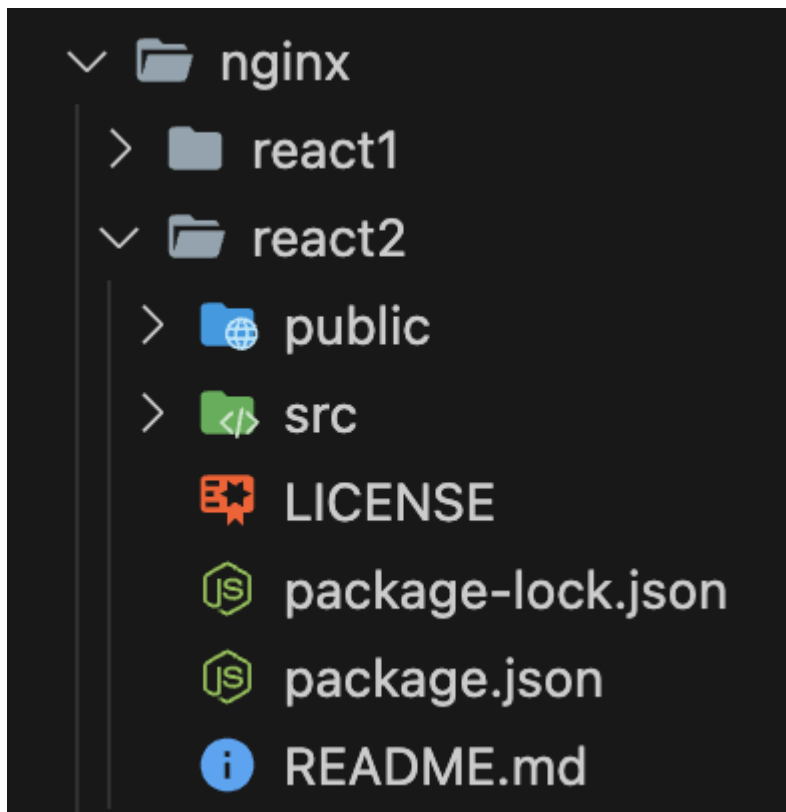 nginx
react1
react2
public
src
LICENSE
package-lock.json
package.json
README.md